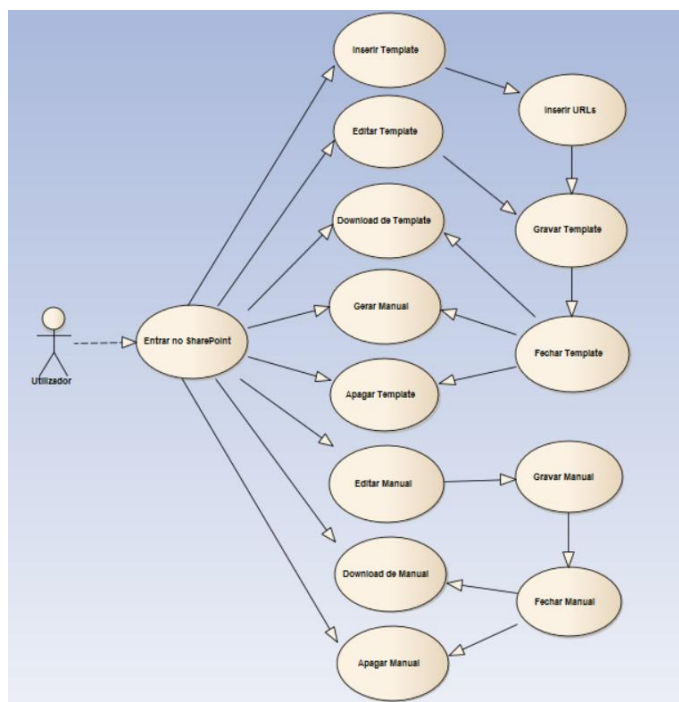 Inserir Template
Inserir URLs
Editar Template
Download de Template
Gravar Template
Gerar Manual
Entrar no SharePoint
Fechar Template
Utilizador
Apagar Template
Editar Manual
Gravar Manual
Download de Manual
Fechar Manual
Apagar Manual